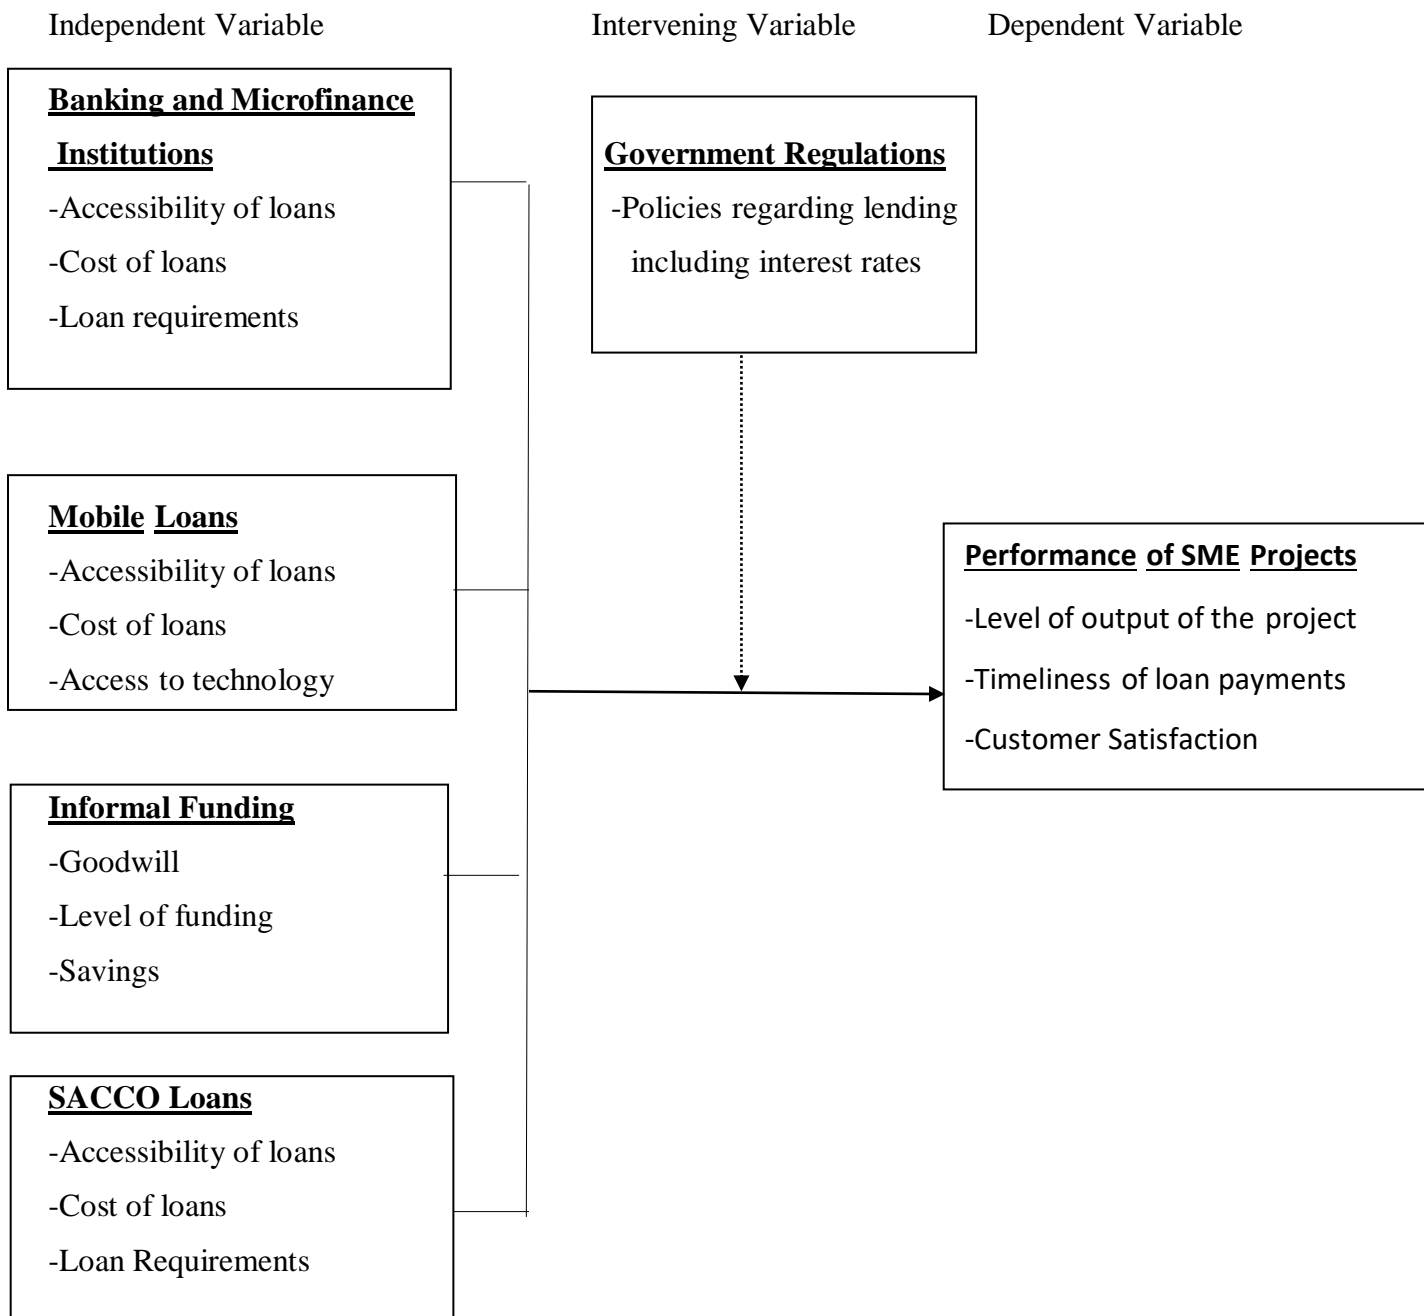 Independent Variable
Intervening Variable
Dependent Variable
Banking and Microfinance
Institutions
-Accessibility of loans
-Cost of loans
-Loan requirements
Government Regulations
-Policies regarding lending
including interest rates
Mobile Loans
-Accessibility of loans
-Cost of loans
-Access to technology
Performance of SME Projects
-Level of output of the project
-Timeliness of loan payments
-Customer Satisfaction
Informal Funding
-Goodwill
-Level of funding
-Savings
SACCO Loans
-Accessibility of loans
-Cost of loans
-Loan Requirements